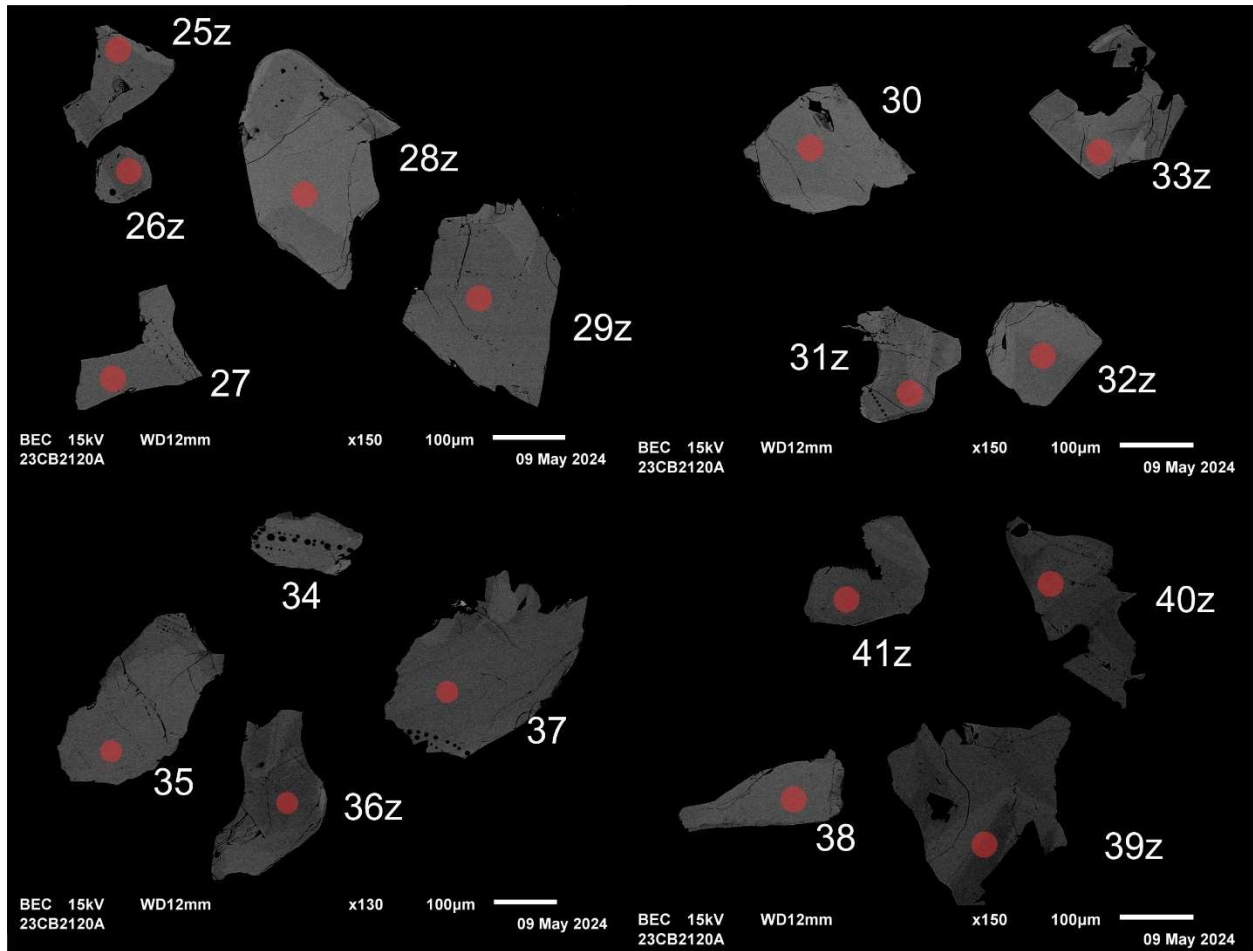 25z
28z
26z
29z
27
BEC 15kV WD12mm x150 100µm
23CB2120A 09 May 2024
30
33z
31z
32z
BEC 15kV WD12mm x150 100µm
23CB2120A 09 May 2024
34
37
35
36z
BEC 15kV WD12mm x130 100µm
23CB2120A 09 May 2024
40z
41z
38
39z
BEC 15kV WD12mm x150 100µm
23CB2120A 09 May 2024